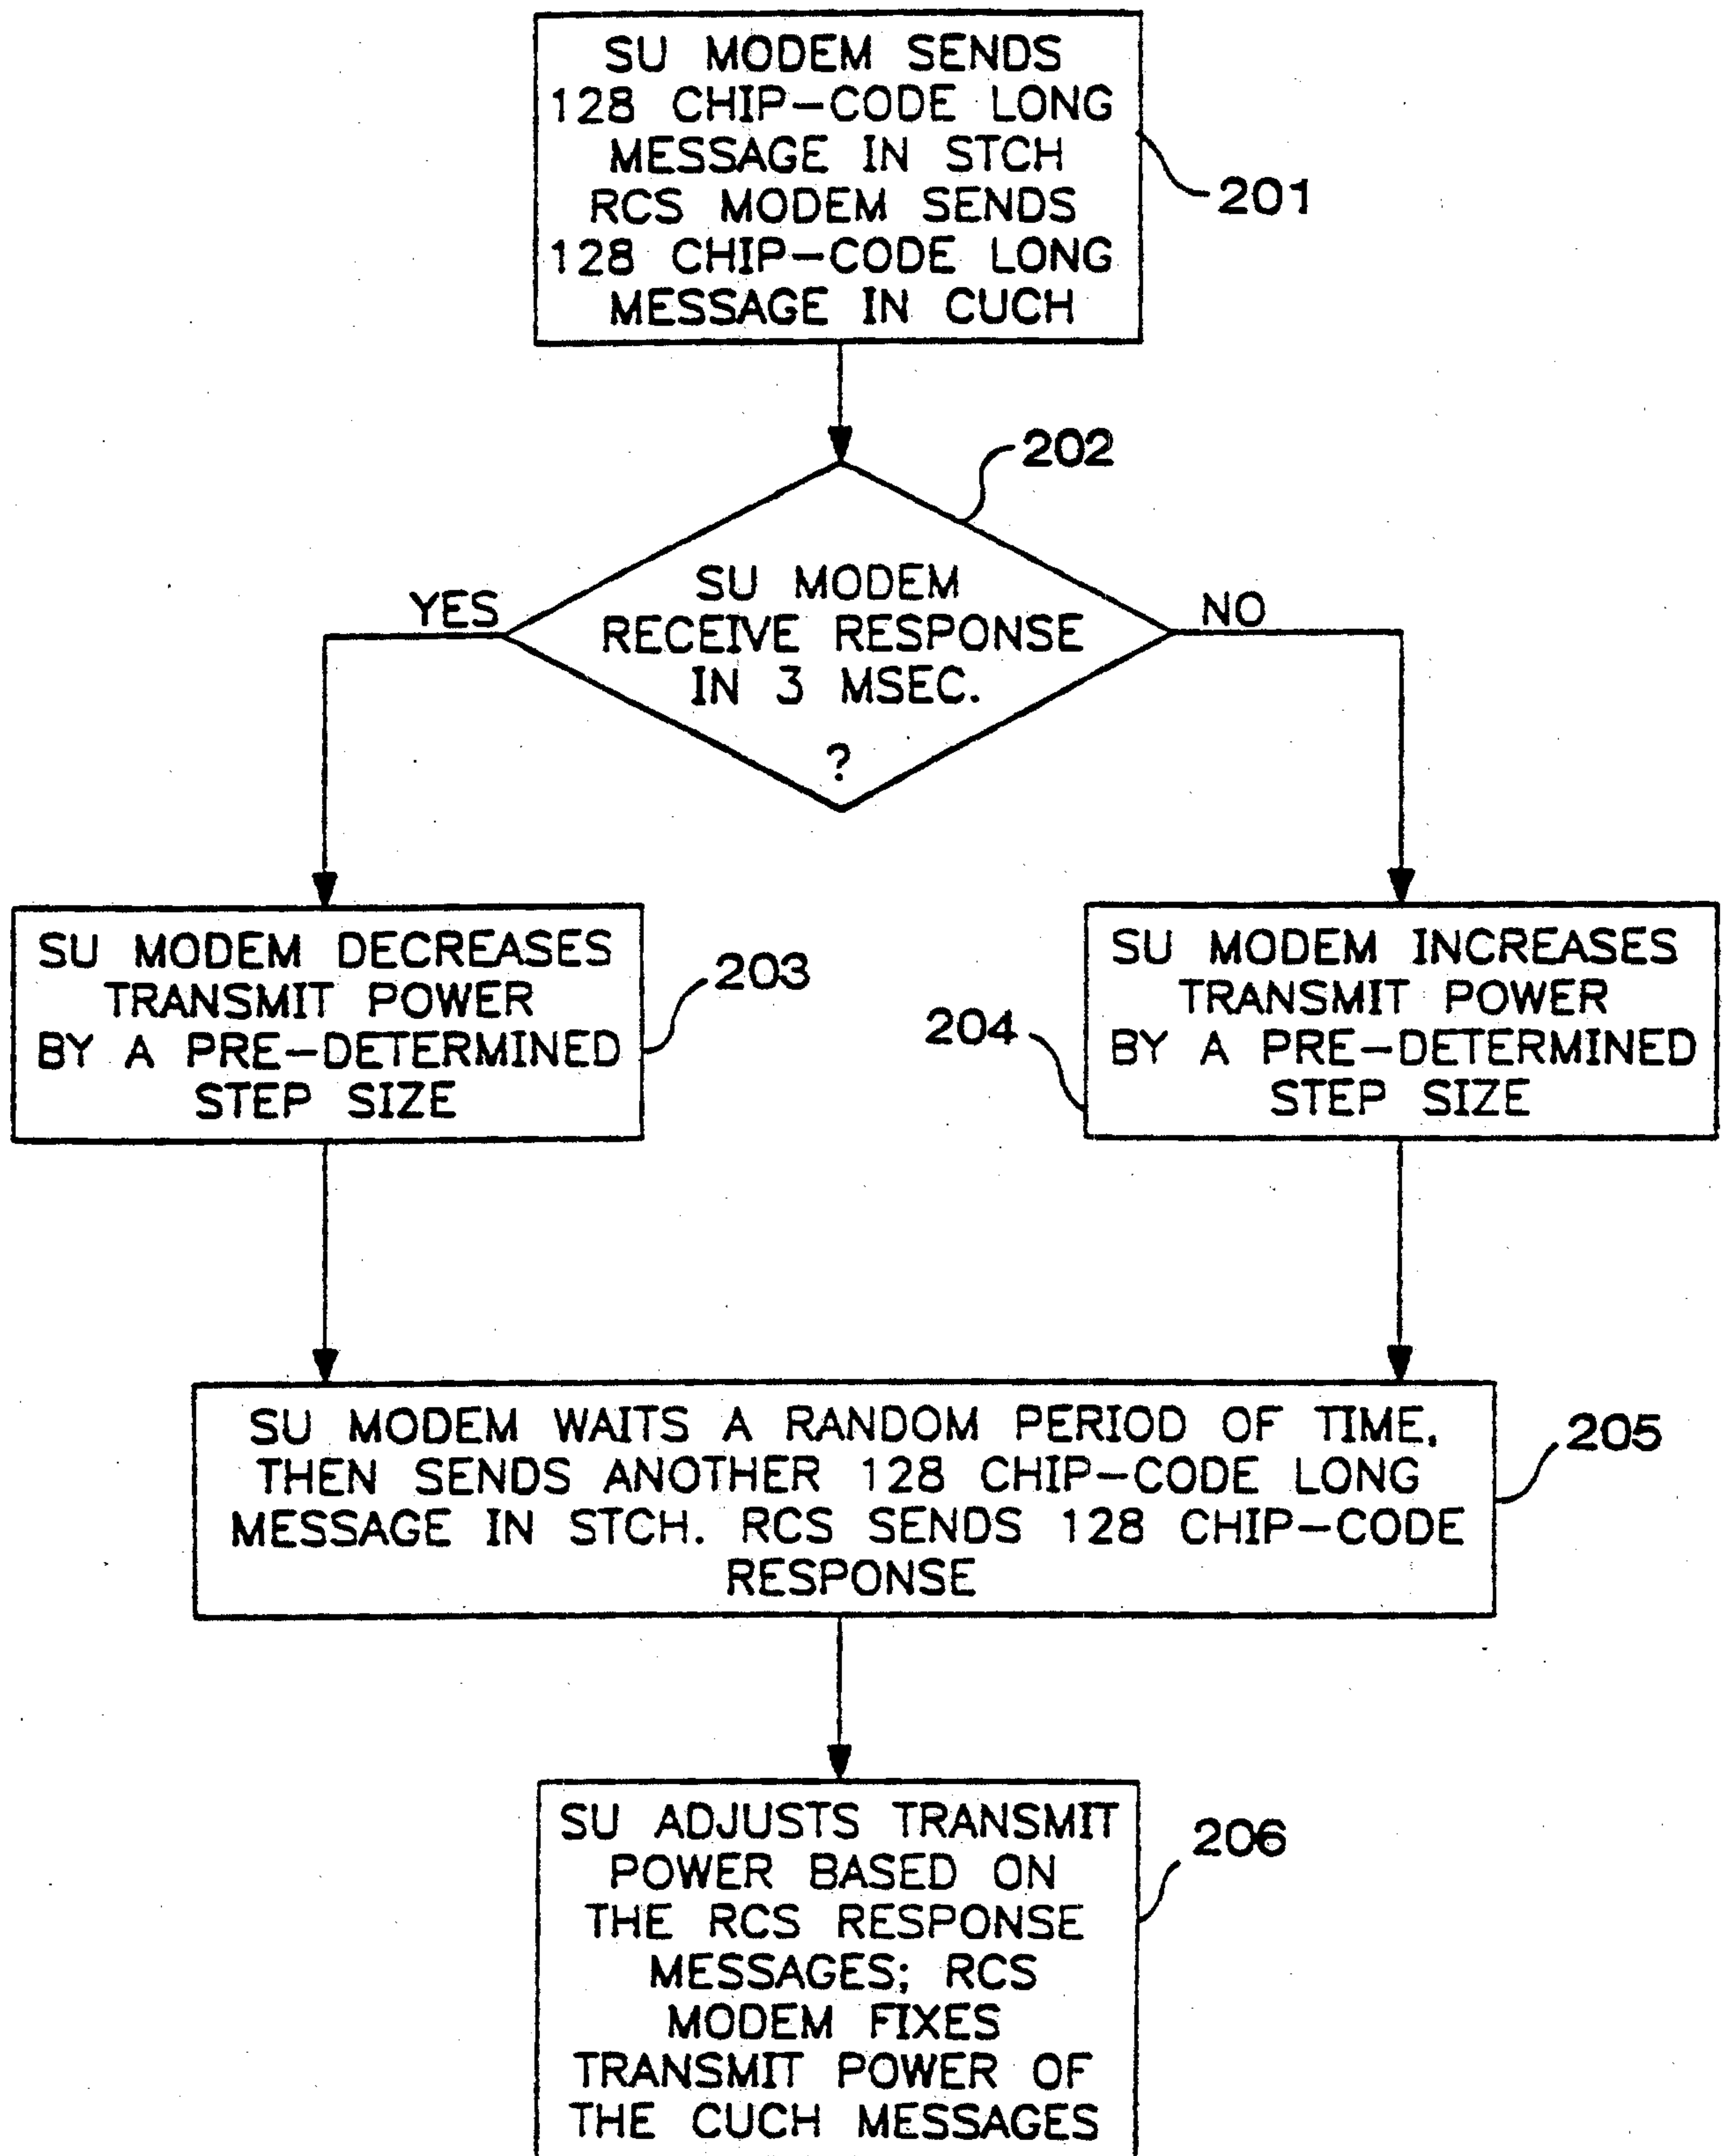 SU MODEM SENDS
128 CHIP-CODE LONG
MESSAGE IN STCH
RCS MODEM SENDS
128 CHIP-CODE LONG
MESSAGE IN CUCH
201
202
SU MODEM
RECEIVE RESPONSE
IN 3 MSEC.
?
YES
NO
SU MODEM DECREASES
TRANSMIT POWER
BY A PRE-DETERMINED
STEP SIZE
203
SU MODEM INCREASES
TRANSMIT POWER
BY A PRE-DETERMINED
STEP SIZE
204
SU MODEM WAITS A RANDOM PERIOD OF TIME,
THEN SENDS ANOTHER 128 CHIP-CODE LONG
MESSAGE IN STCH. RCS SENDS 128 CHIP-CODE
RESPONSE
205
SU ADJUSTS TRANSMIT
POWER BASED ON
THE RCS RESPONSE
MESSAGES; RCS
MODEM FIXES
TRANSMIT POWER OF
THE CUCH MESSAGES
206